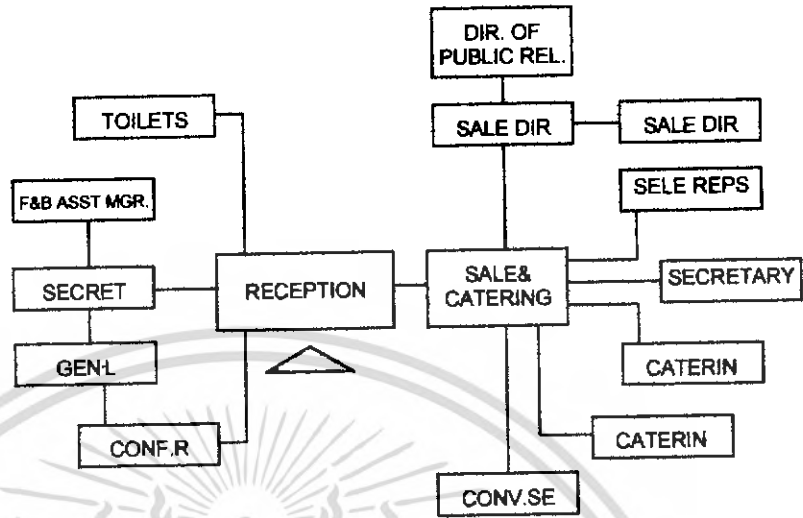 DIR. OF
PUBLIC REL.
TOILETS
SALE DIR
SALE DIR
F&B ASST MGR.
SELE REPS
SECRET
RECEPTION
SALE&
CATERING
SECRETARY
GEN-L
CATERIN
CONF.R
CATERIN
CONV.SE